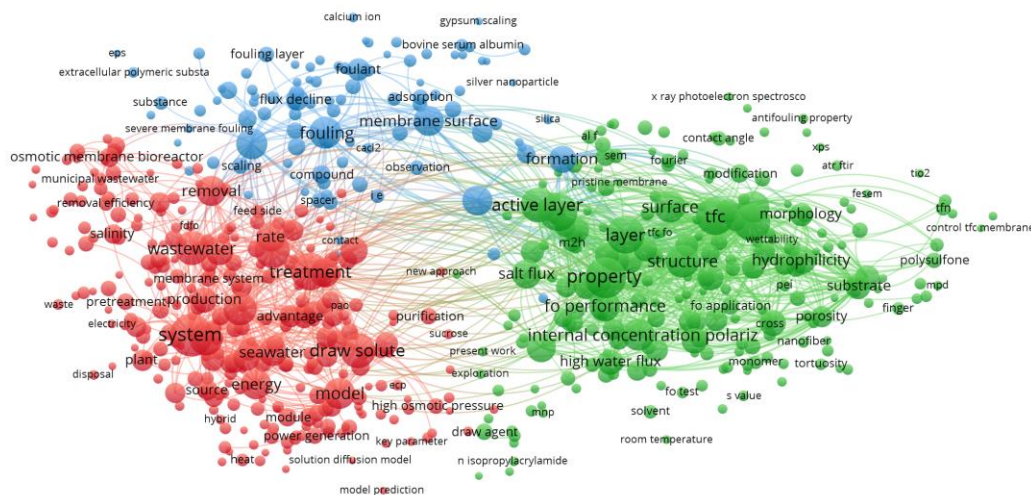 calcium ion
gypsum scaling
eps
fouling layer
bovine serum albumin
extracellular polymeric substa
foulant
silver nanoparticle
substance
flux decline
adsorption
x ray photoelectron spectrosco
severe membrane fouling
fouling
membrane surface
silica
al f
contact angle
antifouling property
cacl2
osmotic membrane bioreactor
scaling
observation
formation
sem
fourier
xps
municipal wastewater
compound
pristine membrane
modification
atr ftir
tio2
removal
removal efficiency
spacer
i e
active layer
surface
tfc
morphology
fesem
tfn
fdfo
feed side
control tfc membrane
salinity
wastewater
rate
contact
m2h
layer
tfc fo
wettability
membrane system
treatment
new approach
salt flux
property
structure
hydrophilicity
polysulfone
waste
pretreatment
production
pao
pei
substrate
mpd
electricity
system
advantage
purification
fo performance
fo application
finger
sucrose
internal concentration polariz
cross
porosity
plant
seawater
draw solute
present work
nanofiber
disposal
source
energy
model
ecp
exploration
high water flux
monomer
tortuosity
hybrid
module
high osmotic pressure
mnp
fo test
s value
power generation
key parameter
draw agent
solvent
heat
solution diffusion model
n isopropylacrylamide
room temperature
model prediction